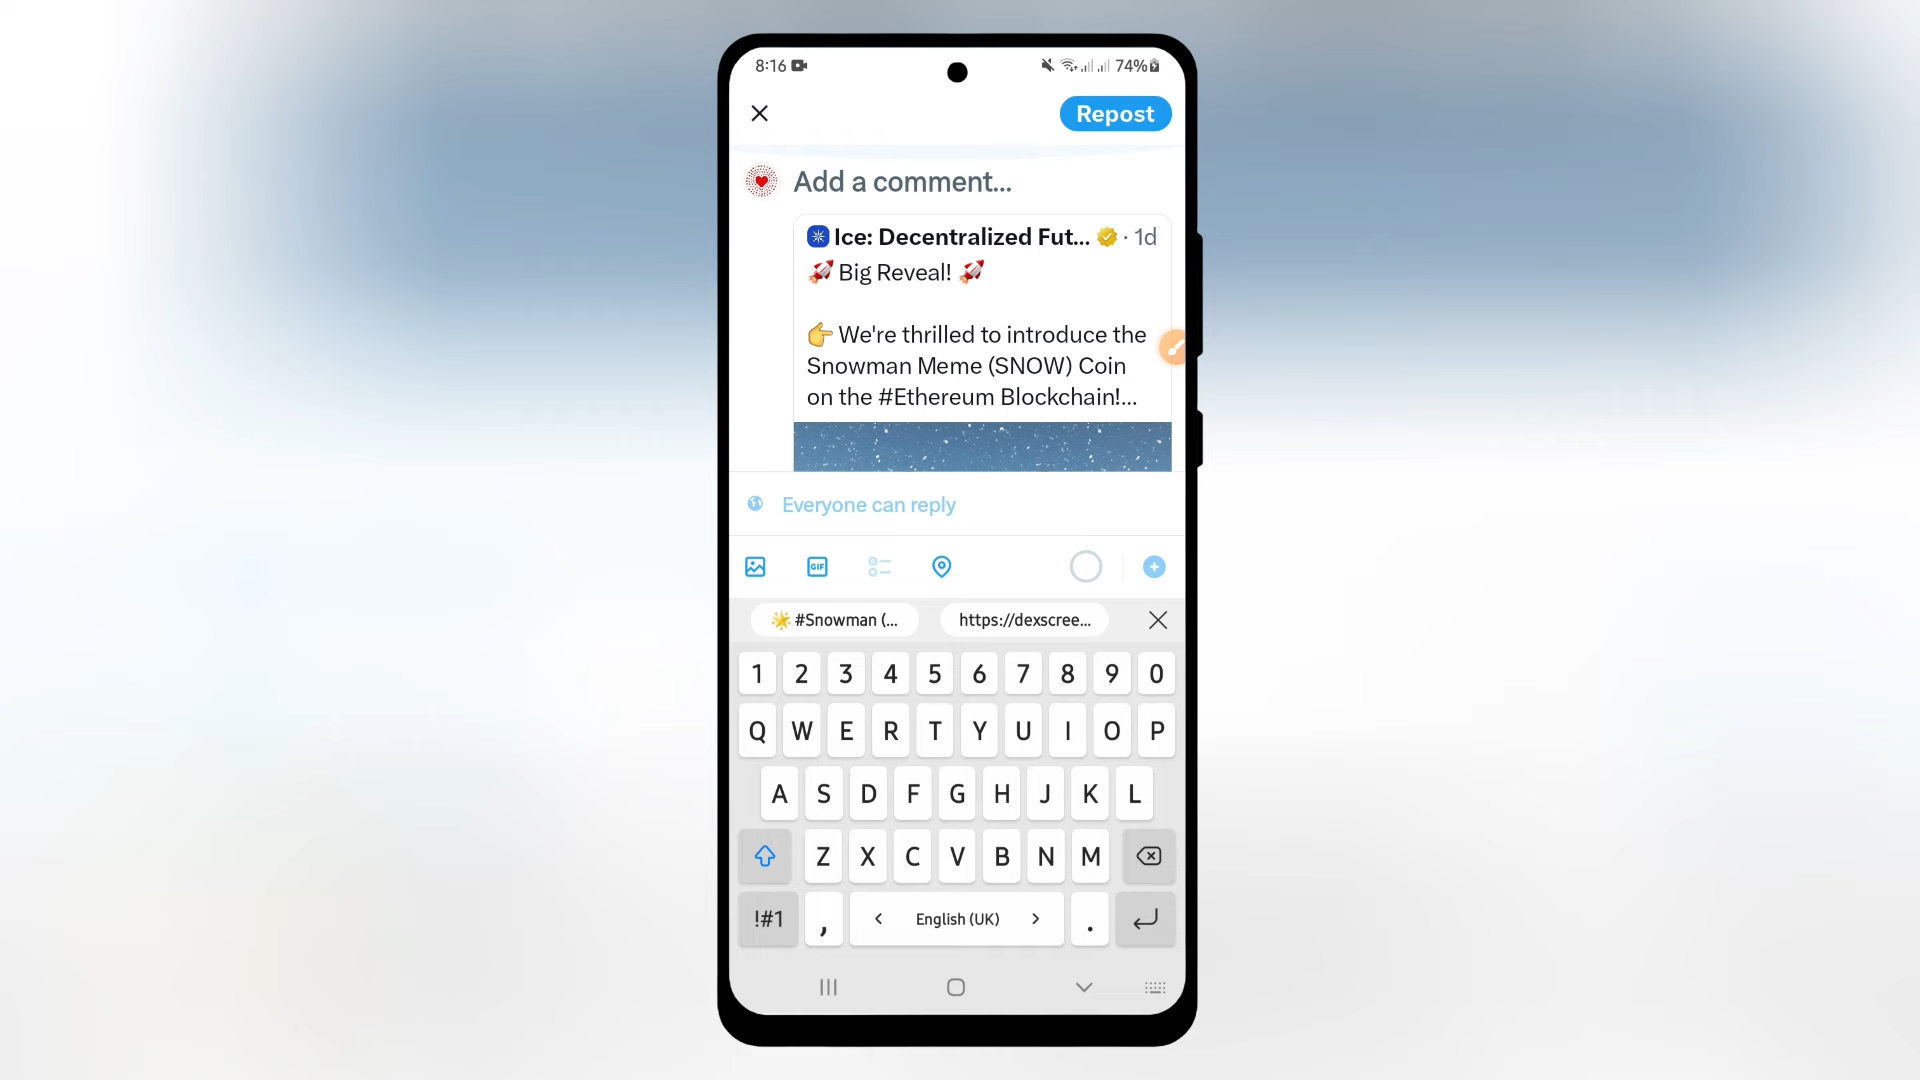 8:16 74%
Repost
Add a comment...
Ice: Decentralized Fut... · 1d
🚀 Big Reveal! 🚀
👉 We're thrilled to introduce the
Snowman Meme (SNOW) Coin
on the #Ethereum Blockchain!...
Everyone can reply
GIF
🌟 #Snowman (...
https://dexscree...
1 2 3 4 5 6 7 8 9 0
Q W E R T Y U I O P
A S D F G H J K L
Z X C V B N M
!#1 , < English (UK) > .